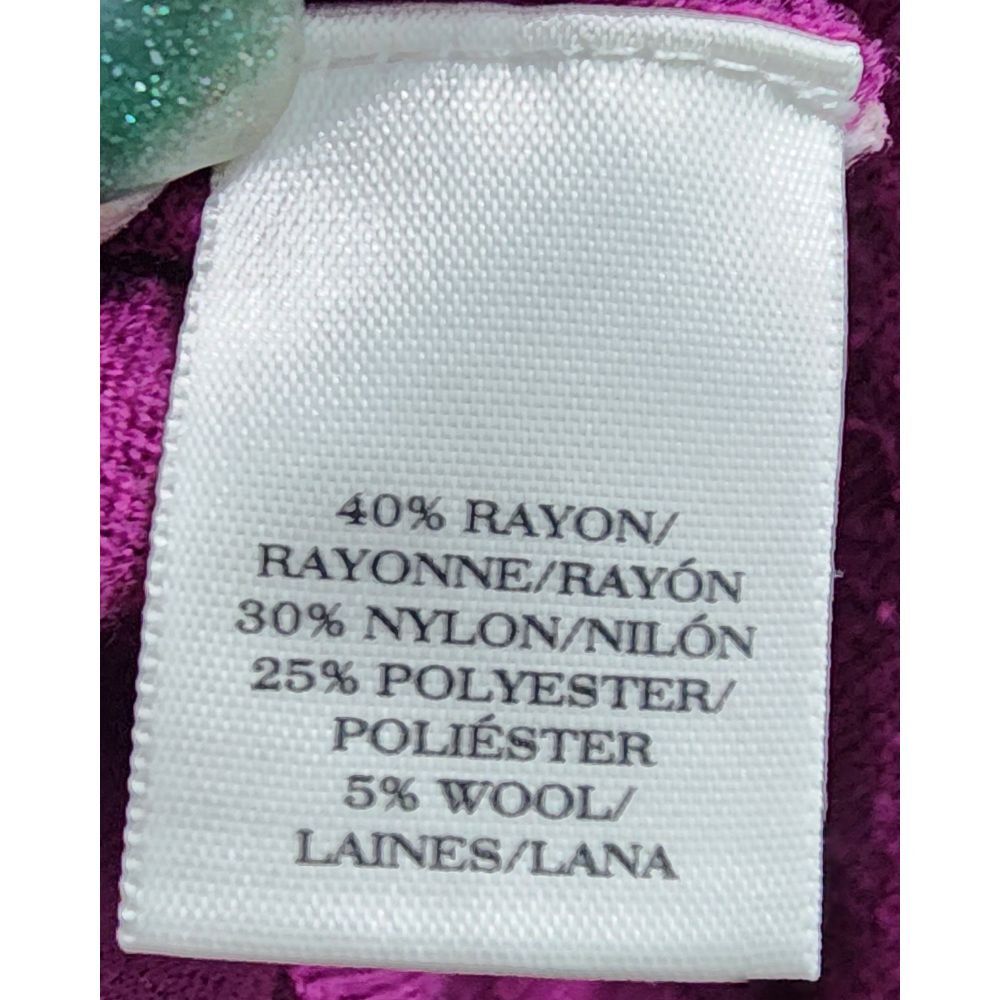 40% RAYON/
RAYONNE/RAYÓN
30% NYLON/NILÓN
25% POLYESTER/
POLIÉSTER
5% WOOL/
LAINES/LANA